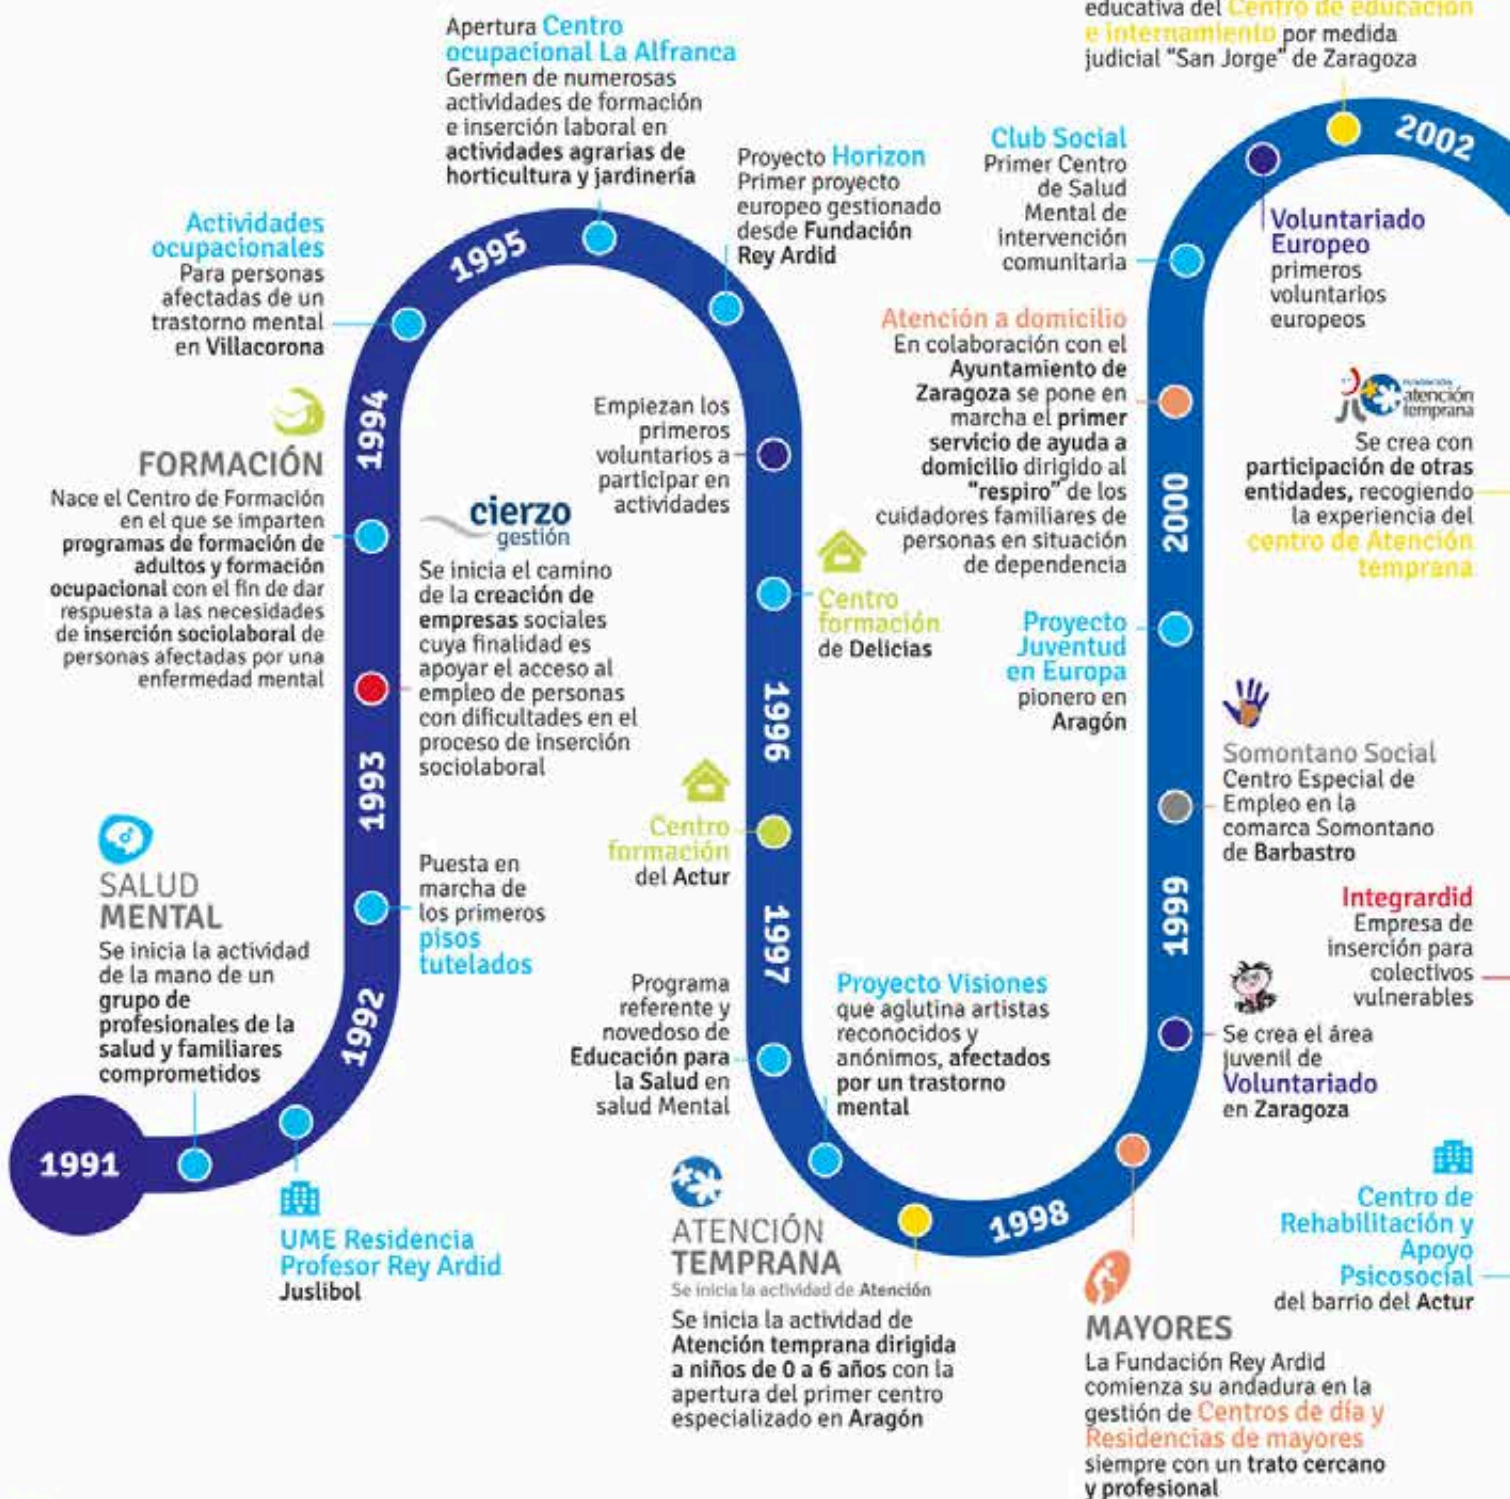 1991
SALUD
MENTAL
Se inicia la actividad
de la mano de un
grupo de
profesionales de la
salud y familiares
comprometidos
UME Residencia
Profesor Rey Ardid
Juslibol
1992
Puesta en
marcha de
los primeros
pisos
tutelados
1993
cierzo
gestión
Se inicia el camino
de la creación de
empresas sociales
cuya finalidad es
apoyar el acceso al
empleo de personas
con dificultades en el
proceso de inserción
sociolaboral
FORMACIÓN
Nace el Centro de Formación
en el que se imparten
programas de formación de
adultos y formación
ocupacional con el fin de dar
respuesta a las necesidades
de inserción sociolaboral de
personas afectadas por una
enfermedad mental
1994
Actividades
ocupacionales
Para personas
afectadas de un
trastorno mental
en Villacorona
1995
Apertura Centro
ocupacional La Alfranca
Germen de numerosas
actividades de formación
e inserción laboral en
actividades agrarias de
horticultura y jardinería
Proyecto Horizon
Primer proyecto
europeo gestionado
desde Fundación
Rey Ardid
Empiezan los
primeros
voluntarios a
participar en
actividades
Centro
formación
de Delicias
1996
Centro
formación
del Actur
1997
Programa
referente y
novedoso de
Educación para
la Salud en
salud Mental
Proyecto Visiones
que aglutina artistas
reconocidos y
anónimos, afectados
por un trastorno
mental
ATENCIÓN
TEMPRANA
Se inicia la actividad de Atención
Se inicia la actividad de
Atención temprana dirigida
a niños de 0 a 6 años con la
apertura del primer centro
especializado en Aragón
1998
MAYORES
La Fundación Rey Ardid
comienza su andadura en la
gestión de Centros de día y
Residencias de mayores
siempre con un trato cercano
y profesional
Se crea el área
juvenil de
Voluntariado
en Zaragoza
1999
Somontano Social
Centro Especial de
Empleo en la
comarca Somontano
de Barbastro
Proyecto
Juventud
en Europa
pionero en
Aragón
2000
Atención a domicilio
En colaboración con el
Ayuntamiento de
Zaragoza se pone en
marcha el primer
servicio de ayuda a
domicilio dirigido al
"respiro" de los
cuidadores familiares de
personas en situación
de dependencia
Club Social
Primer Centro
de Salud
Mental de
intervención
comunitaria
Voluntariado
Europeo
primeros
voluntarios
europeos
educativa del Centro de educación
e internamiento por medida
judicial "San Jorge" de Zaragoza
2002
atención
temprana
Se crea con
participación de otras
entidades, recogiendo
la experiencia del
centro de Atención
temprana
Integrardid
Empresa de
inserción para
colectivos
vulnerables
Centro de
Rehabilitación y
Apoyo
Psicosocial
del barrio del Actur